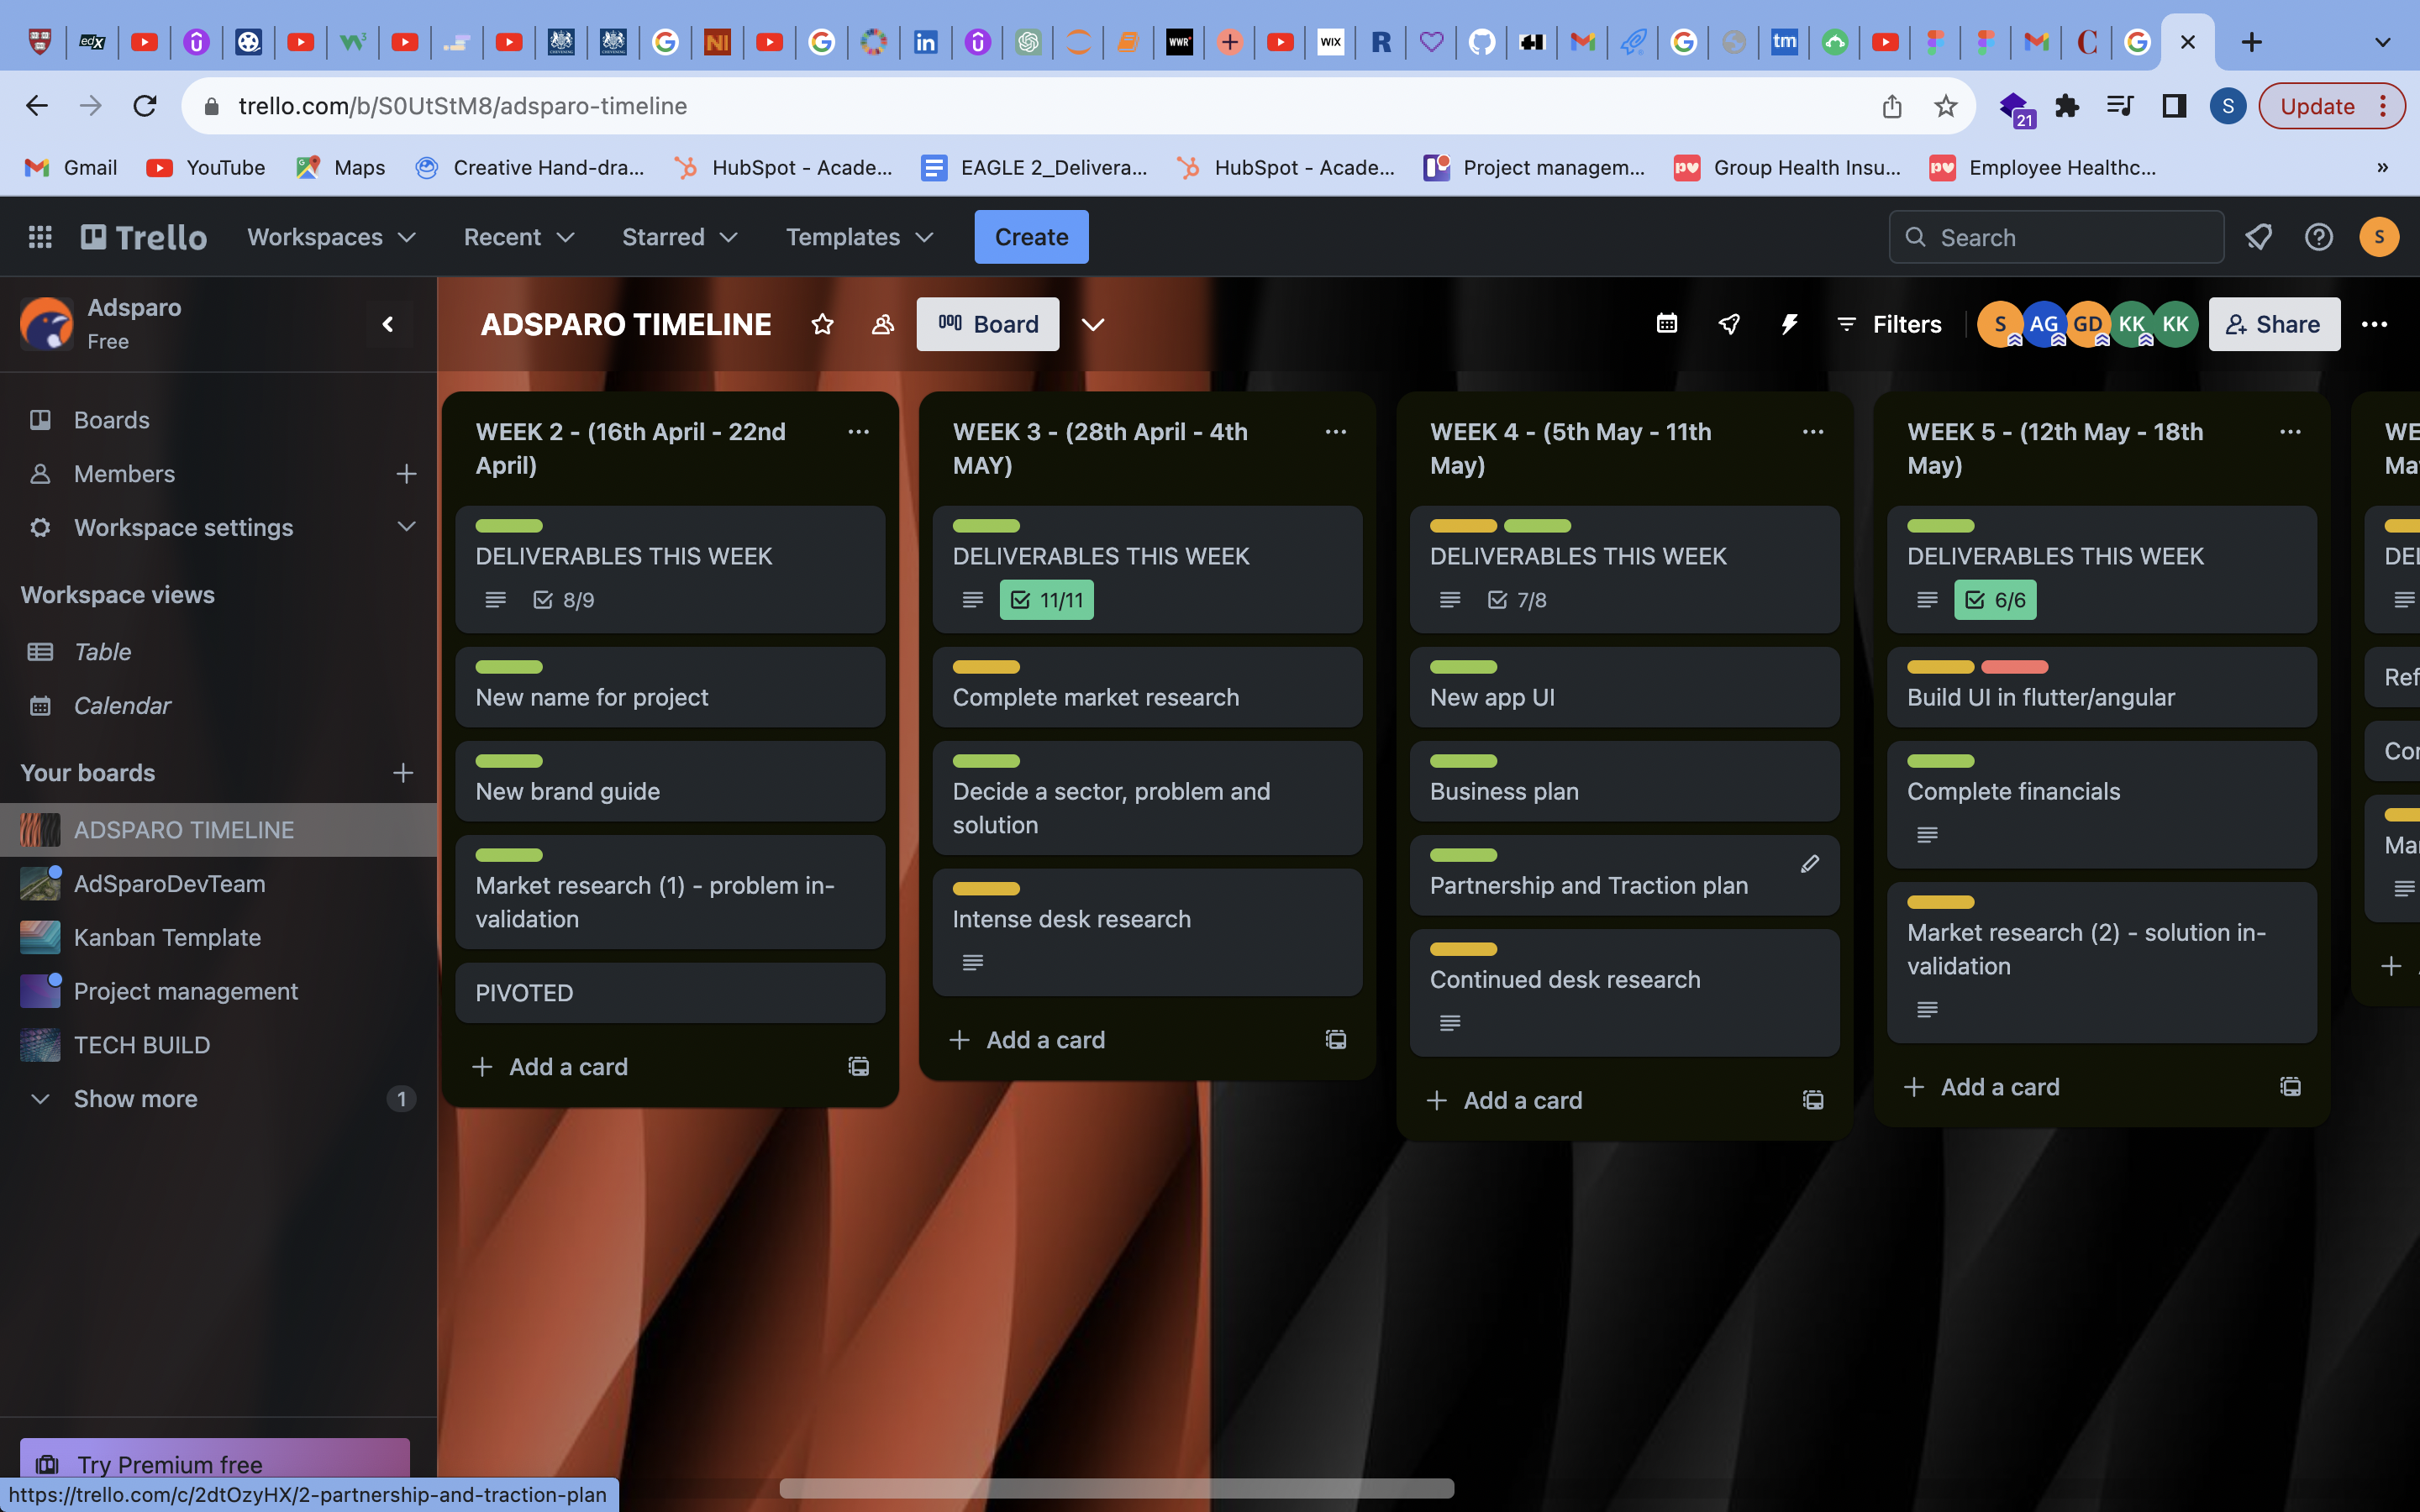 edX
W3
NI
WWR
WIX
R
tm
C
trello.com/b/S0UtStM8/adsparo-timeline
21
S
Update
Gmail
YouTube
Maps
Creative Hand-dra...
HubSpot - Acade...
EAGLE 2_Delivera...
HubSpot - Acade...
Project managem...
Group Health Insu...
Employee Healthc...
»
Trello
Workspaces
Recent
Starred
Templates
Create
Search
S
Adsparo
Free
ADSPARO TIMELINE
Board
Filters
S
AG
GD
KK
KK
Share
Boards
Members
Workspace settings
Workspace views
Table
Calendar
Your boards
ADSPARO TIMELINE
AdSparoDevTeam
Kanban Template
Project management
TECH BUILD
Show more
1
Try Premium free
https://trello.com/c/2dtOzyHX/2-partnership-and-traction-plan
WEEK 2 - (16th April - 22nd
April)
DELIVERABLES THIS WEEK
8/9
New name for project
New brand guide
Market research (1) - problem in-
validation
PIVOTED
Add a card
WEEK 3 - (28th April - 4th
MAY)
DELIVERABLES THIS WEEK
11/11
Complete market research
Decide a sector, problem and
solution
Intense desk research
Add a card
WEEK 4 - (5th May - 11th
May)
DELIVERABLES THIS WEEK
7/8
New app UI
Business plan
Partnership and Traction plan
Continued desk research
Add a card
WEEK 5 - (12th May - 18th
May)
DELIVERABLES THIS WEEK
6/6
Build UI in flutter/angular
Complete financials
Market research (2) - solution in-
validation
Add a card